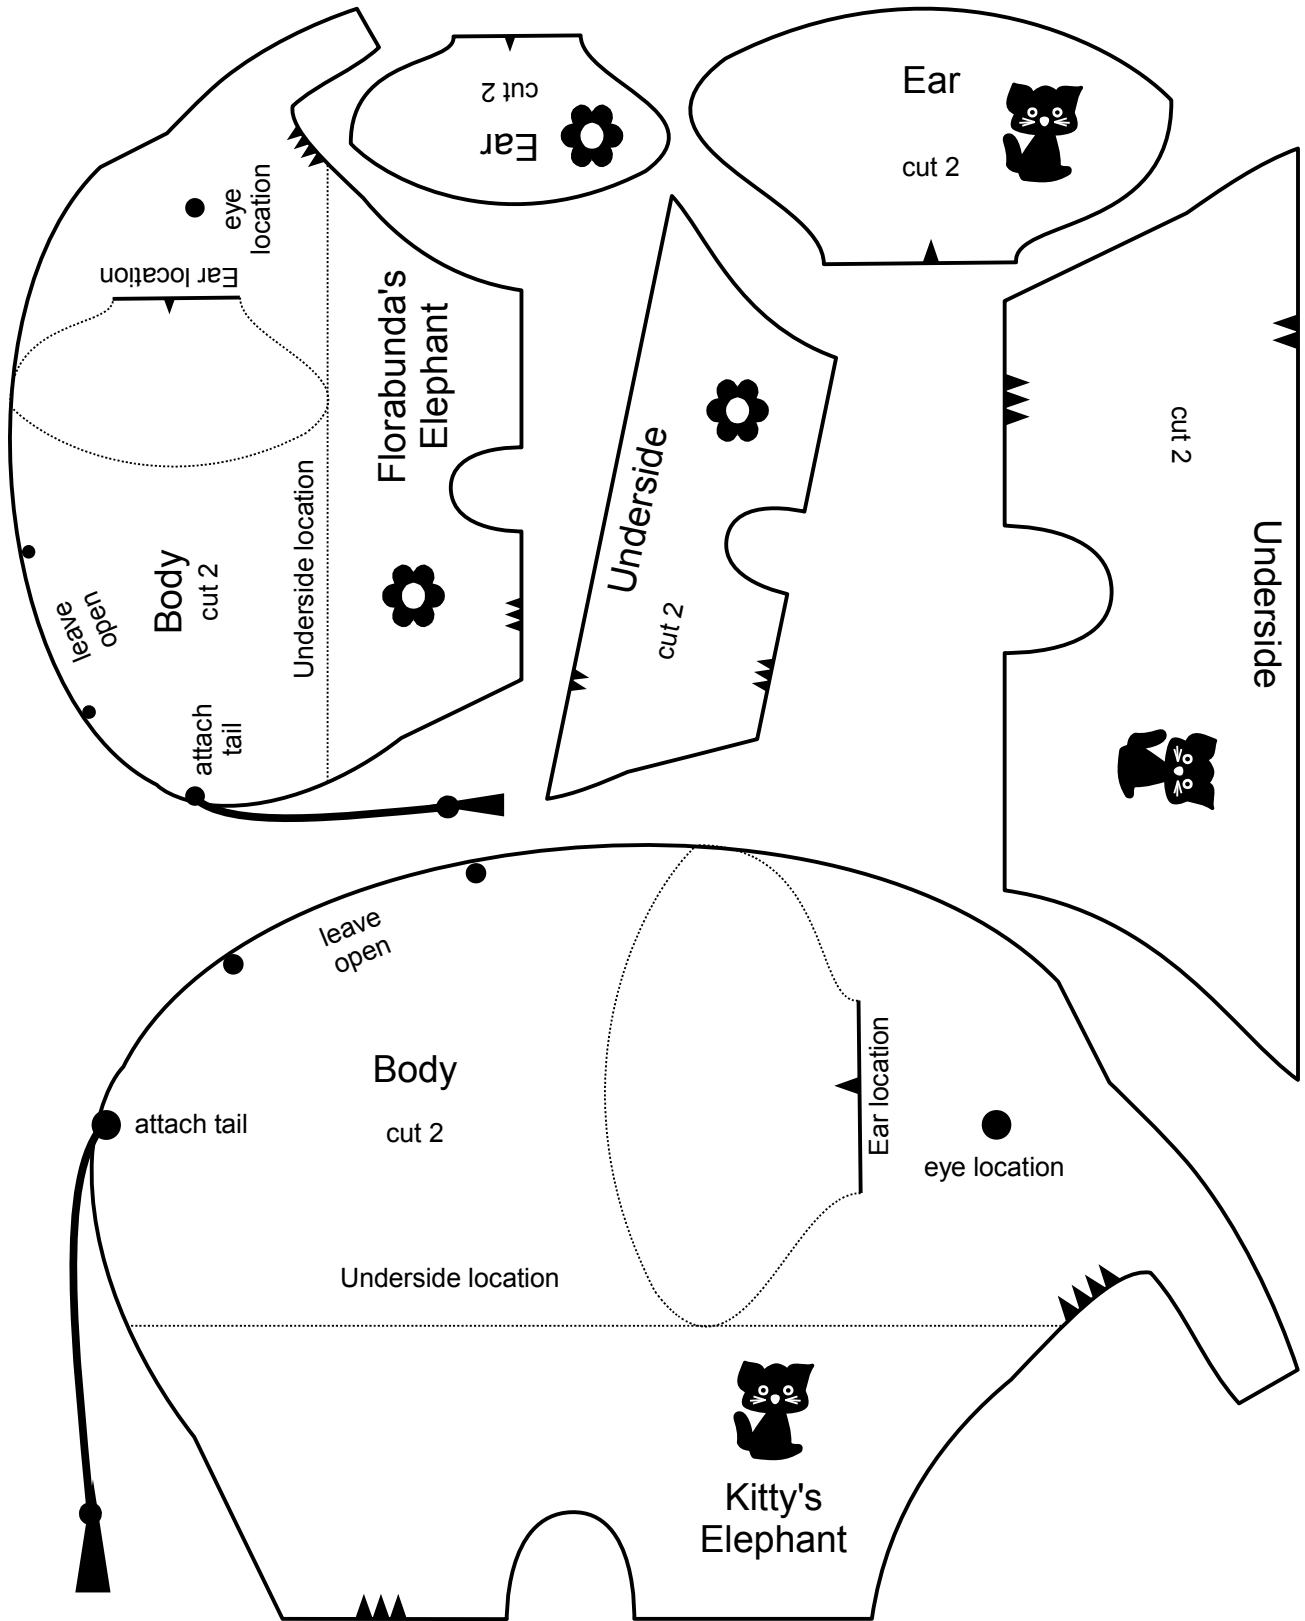 cut 2
Ear
Ear
cut 2
eye
location
Ear location
Florabunda's
Elephant
Underside location
Body
cut 2
leave
open
attach
tail
Underside
cut 2
cut 2
Underside
leave
open
Body
cut 2
attach tail
Ear location
eye location
Underside location
Kitty's
Elephant